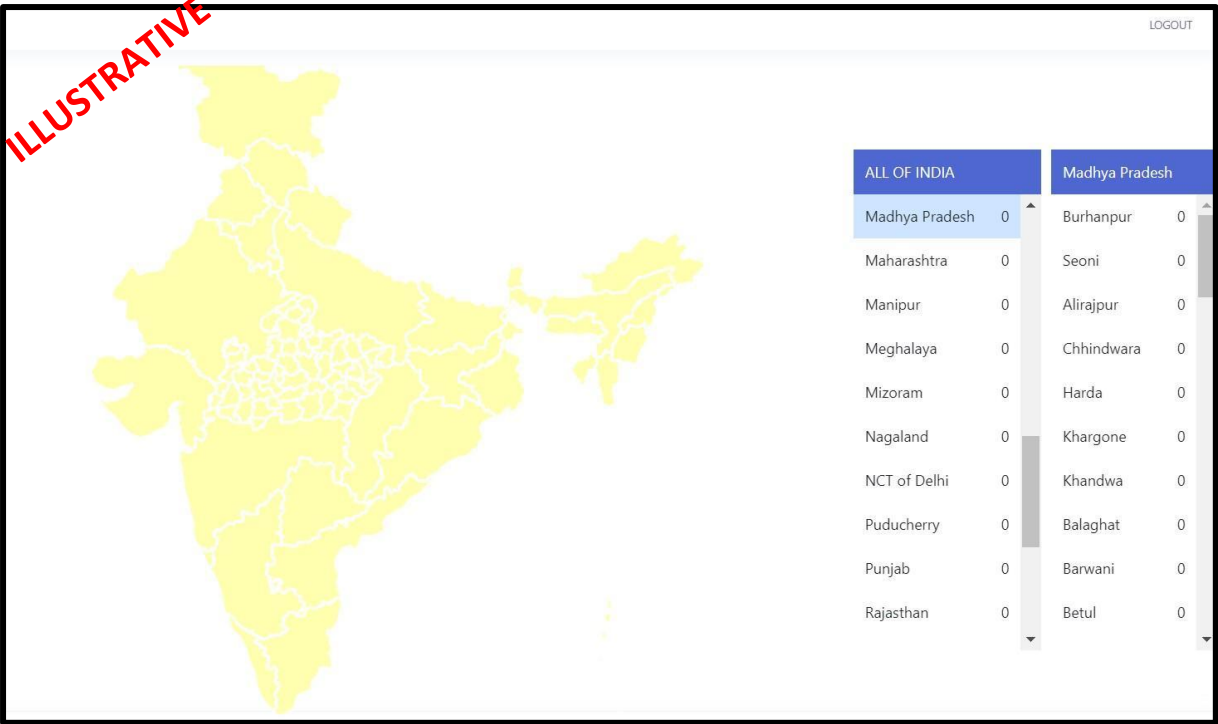 ILLUSTRATIVE
LOGOUT
ALL OF INDIA
Madhya Pradesh 0
Maharashtra 0
Manipur 0
Meghalaya 0
Mizoram 0
Nagaland 0
NCT of Delhi 0
Puducherry 0
Punjab 0
Rajasthan 0
Madhya Pradesh
Burhanpur 0
Seoni 0
Alirajpur 0
Chhindwara 0
Harda 0
Khargone 0
Khandwa 0
Balaghat 0
Barwani 0
Betul 0